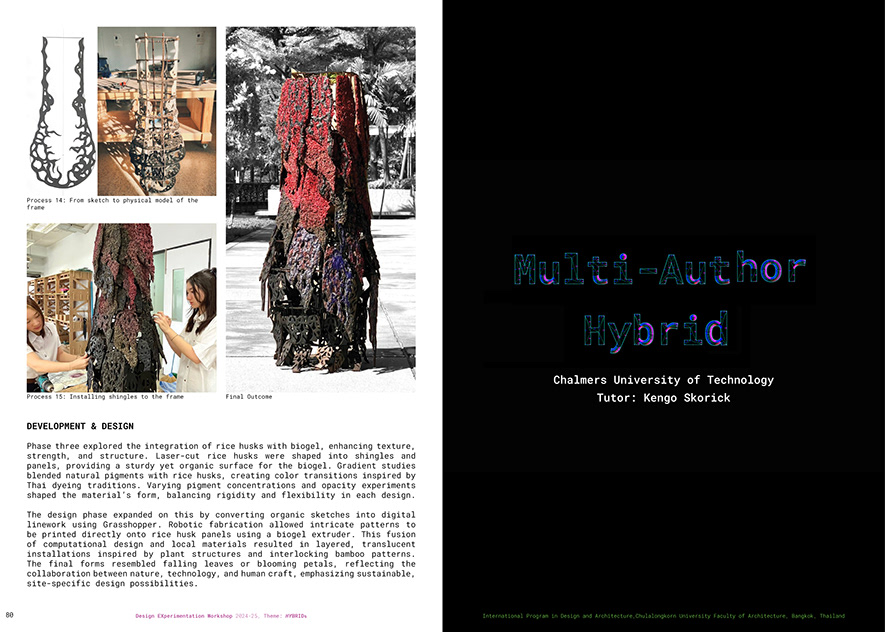 Process 14: From sketch to physical model of the
frame
Process 15: Installing shingles to the frame
Final Outcome
DEVELOPMENT & DESIGN
Phase three explored the integration of rice husks with biogel, enhancing texture,
strength, and structure. Laser-cut rice husks were shaped into shingles and
panels, providing a sturdy yet organic surface for the biogel. Gradient studies
blended natural pigments with rice husks, creating color transitions inspired by
Thai dyeing traditions. Varying pigment concentrations and opacity experiments
shaped the material's form, balancing rigidity and flexibility in each design.
The design phase expanded on this by converting organic sketches into digital
linework using Grasshopper. Robotic fabrication allowed intricate patterns to
be printed directly onto rice husk panels using a biogel extruder. This fusion
of computational design and local materials resulted in layered, translucent
installations inspired by plant structures and interlocking bamboo patterns.
The final forms resembled falling leaves or blooming petals, reflecting the
collaboration between nature, technology, and human craft, emphasizing sustainable,
site-specific design possibilities.
80
Design EXperimentation Workshop 2024-25, Theme: HYBRIDs
Multi-Author
Hybrid
Chalmers University of Technology
Tutor: Kengo Skorick
International Program in Design and Architecture,Chulalongkorn University Faculty of Architecture, Bangkok, Thailand